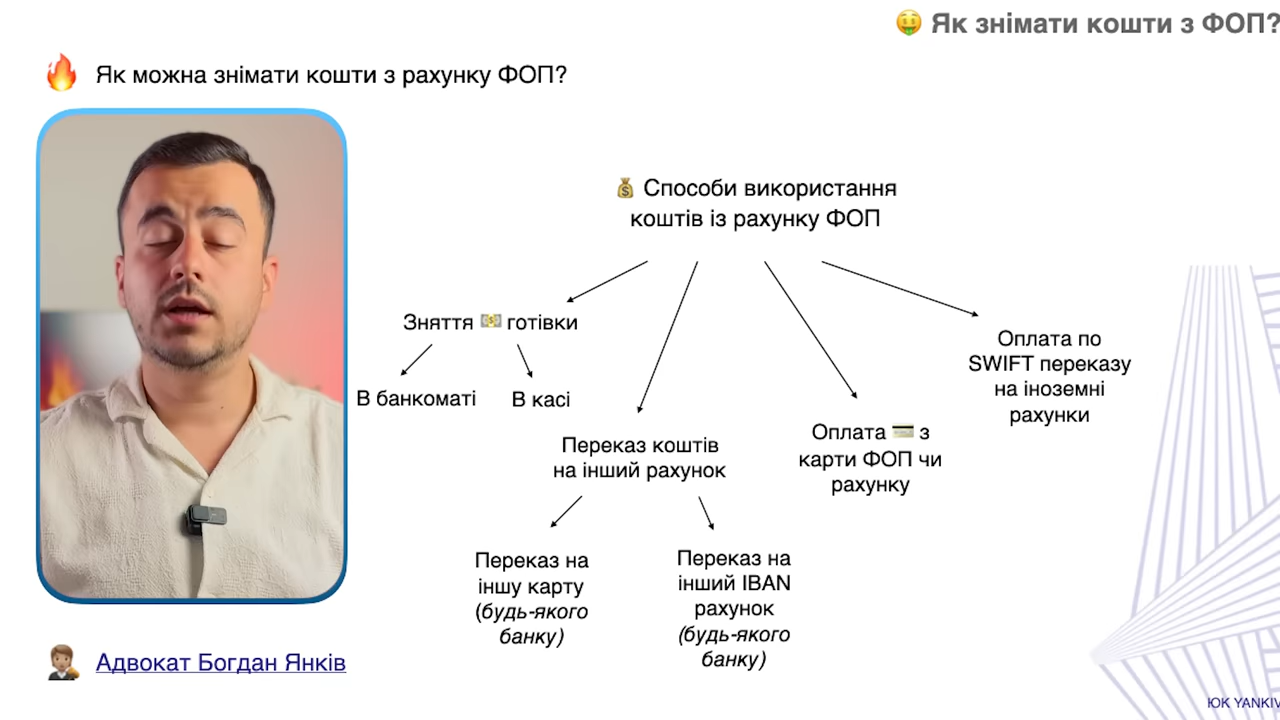 Як знімати кошти з ФОП?
Як можна знімати кошти з рахунку ФОП?
Способи використання
коштів із рахунку ФОП
Зняття готівки
В банкоматі
В касі
Переказ коштів
на інший рахунок
Переказ на
іншу карту
(будь-якого
банку)
Переказ на
інший IBAN
рахунок
(будь-якого
банку)
Оплата з
карти ФОП чи
рахунку
Оплата по
SWIFT переказу
на іноземні
рахунки
Адвокат Богдан Янків
ЮК YANKIV